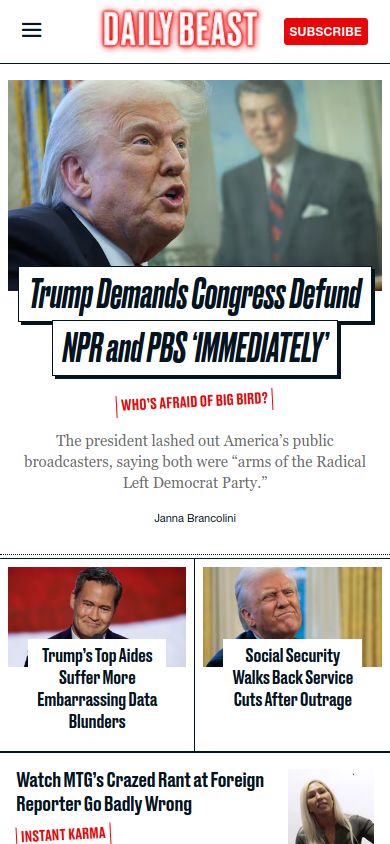 DAILY BEAST
SUBSCRIBE
Trump Demands Congress Defund
NPR and PBS ‘IMMEDIATELY’
WHO’S AFRAID OF BIG BIRD?
The president lashed out America’s public
broadcasters, saying both were “arms of the Radical
Left Democrat Party.”
Janna Brancolini
Trump’s Top Aides
Suffer More
Embarrassing Data
Blunders
Social Security
Walks Back Service
Cuts After Outrage
Watch MTG’s Crazed Rant at Foreign
Reporter Go Badly Wrong
INSTANT KARMA